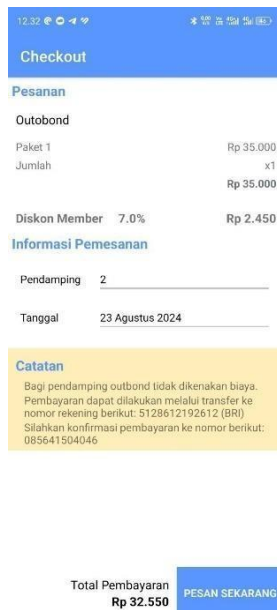 12.32
Checkout
Pesanan
Outobond
Paket 1 Rp 35.000
Jumlah x1
Rp 35.000
Diskon Member 7.0% Rp 2.450
Informasi Pemesanan
Pendamping 2
Tanggal 23 Agustus 2024
Catatan
Bagi pendamping outbond tidak dikenakan biaya.
Pembayaran dapat dilakukan melalui transfer ke
nomor rekening berikut: 5128612192612 (BRI)
Silahkan konfirmasi pembayaran ke nomor berikut:
085641504046
Total Pembayaran
Rp 32.550
PESAN SEKARANG